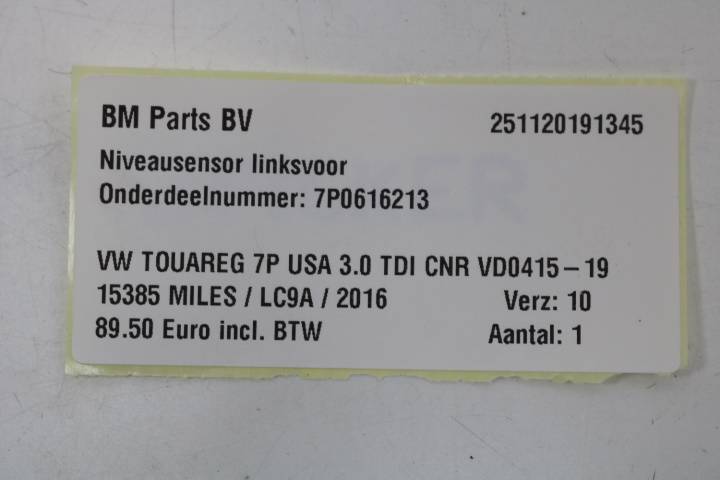 BM Parts BV 251120191345
Niveausensor linksvoor
Onderdeelnummer: 7P0616213
VW TOUAREG 7P USA 3.0 TDI CNR VD0415-19
15385 MILES / LC9A / 2016 Verz: 10
89.50 Euro incl. BTW Aantal: 1